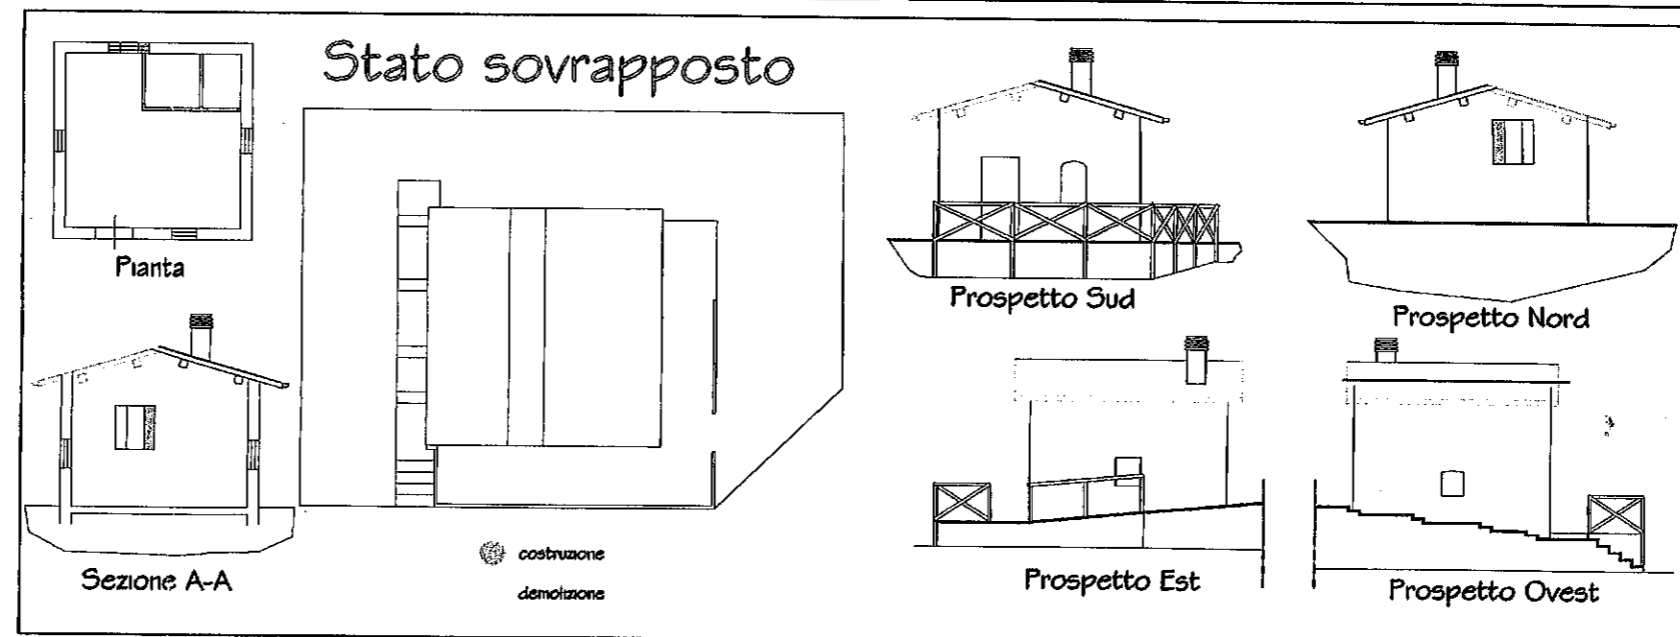 Stato sovrapposto
Pianta
Prospetto Sud
Prospetto Nord
Sezione A-A
costruzione
demolizione
Prospetto Est
Prospetto Ovest